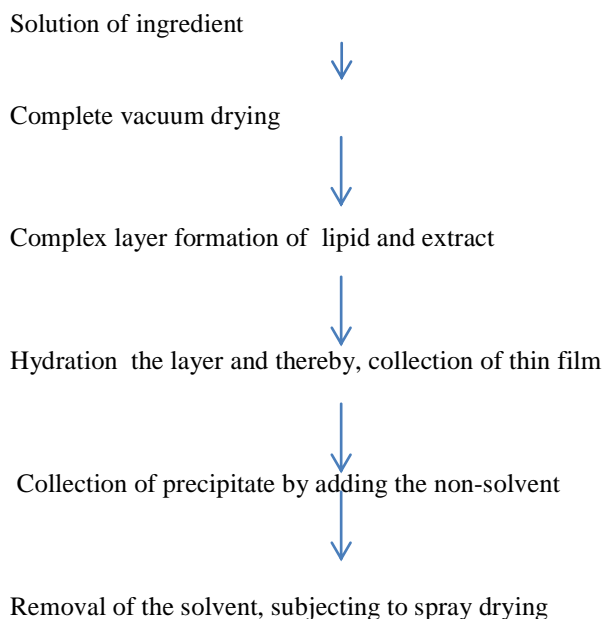 Solution of ingredient
Complete vacuum drying
Complex layer formation of lipid and extract
Hydration the layer and thereby, collection of thin film
Collection of precipitate by adding the non-solvent
Removal of the solvent, subjecting to spray drying